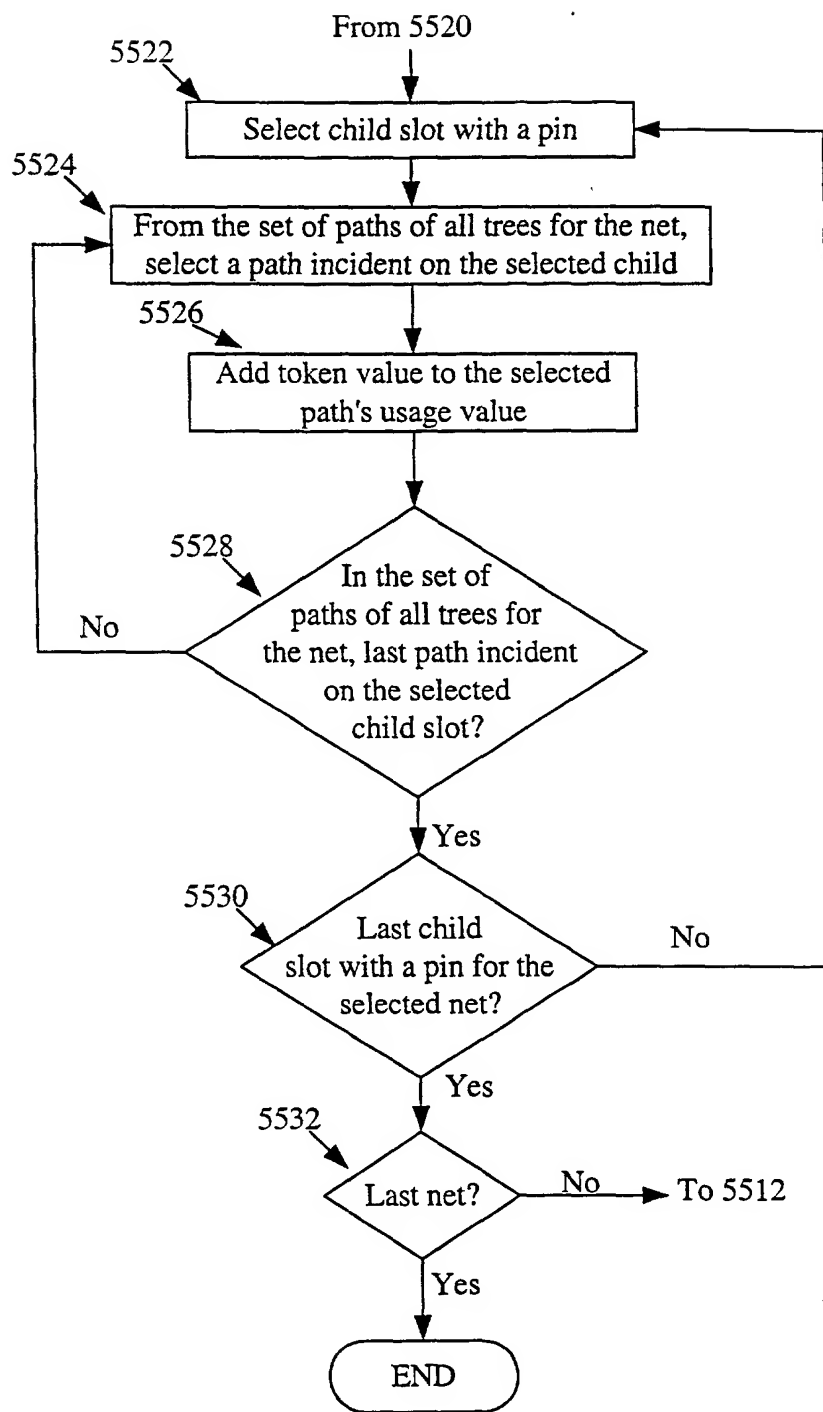 From 5520
5522
Select child slot with a pin
5524
From the set of paths of all trees for the net,
select a path incident on the selected child
5526
Add token value to the selected
path's usage value
5528
In the set of
paths of all trees for
the net, last path incident
on the selected
child slot?
No
Yes
5530
Last child
slot with a pin for the
selected net?
No
Yes
5532
Last net?
No
To 5512
Yes
END